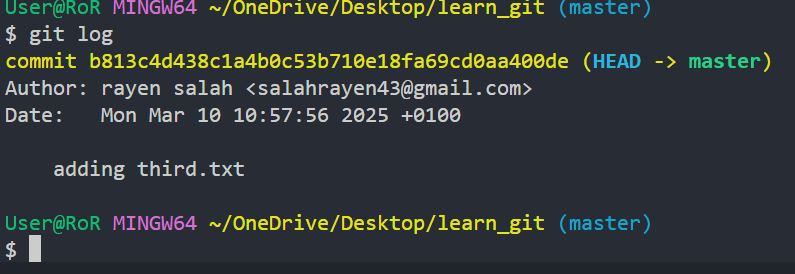 User@RoR MINGW64 ~/OneDrive/Desktop/learn_git (master)
$ git log
commit b813c4d438c1a4b0c53b710e18fa69cd0aa400de (HEAD -> master)
Author: rayen salah <salahrayen43@gmail.com>
Date:   Mon Mar 10 10:57:56 2025 +0100
    adding third.txt
User@RoR MINGW64 ~/OneDrive/Desktop/learn_git (master)
$